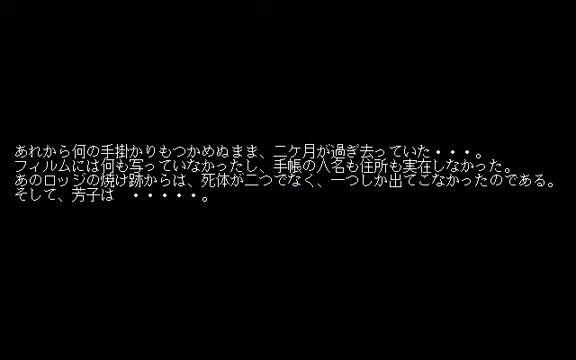 あれから何の手掛かりもつかめぬまま、二ケ月が過ぎ去っていた・・・。
フィルムには何も写っていなかったし、手帳の人名も住所も実在しなかった。
あのロッジの焼け跡からは、死体が二つでなく、一つしか出てこなかったのである。
そして、芳子は　・・・・・。